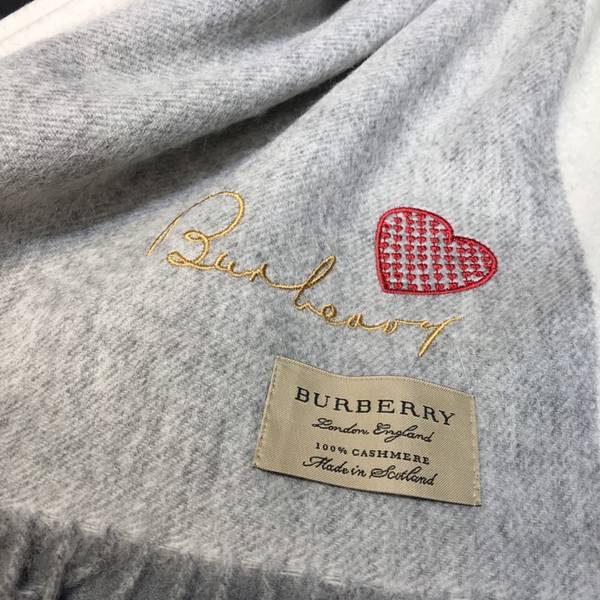 Burberry
BURBERRY
London, England
100% CASHMERE
Made in Scotland